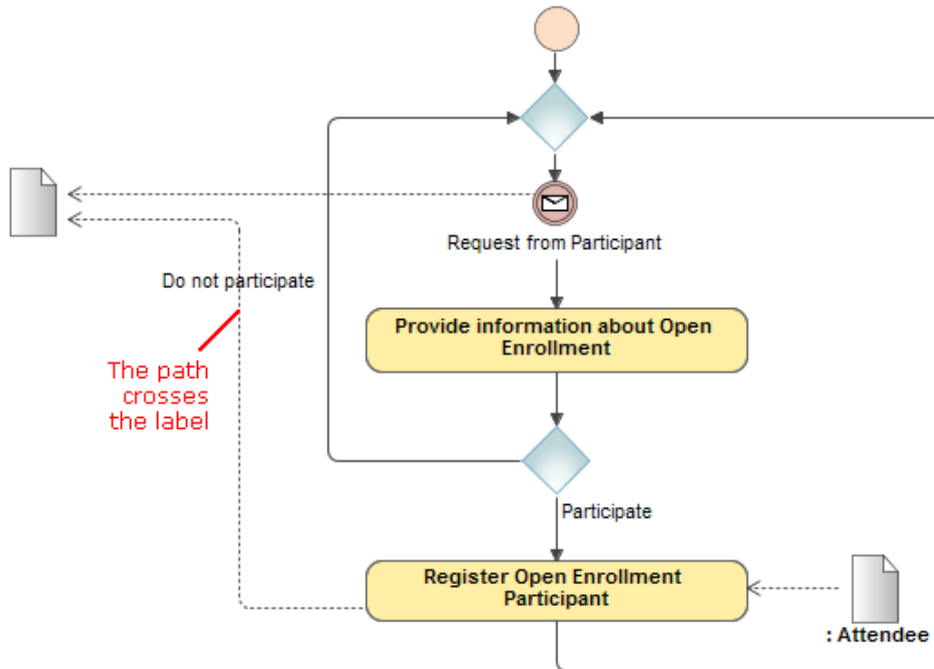 Request from Participant
Do not participate
Provide information about Open
Enrollment
The path
crosses
the label
Participate
Register Open Enrollment
Participant
: Attendee